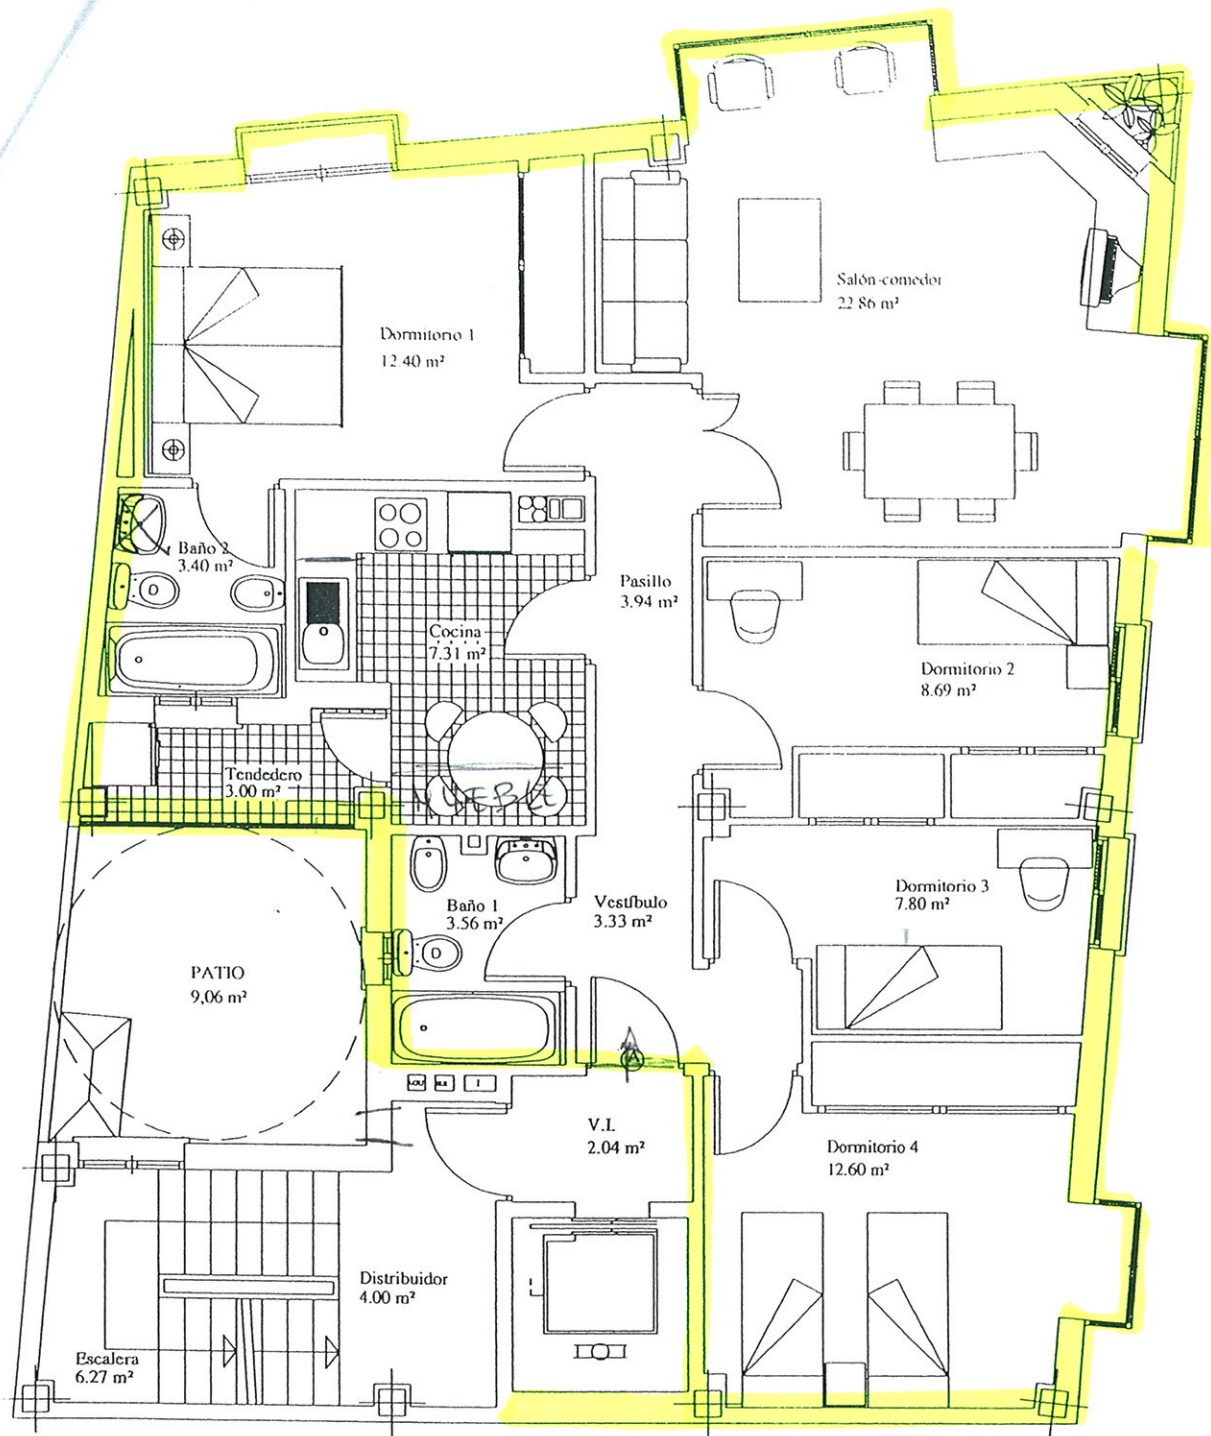 Salón-comedor
22.86 m²
Dormitorio 1
12.40 m²
Baño 2
3.40 m²
Pasillo
3.94 m²
Cocina
7.31 m²
Dormitorio 2
8.69 m²
Tendedero
3.00 m²
MUEBLE
Dormitorio 3
7.80 m²
Baño 1
3.56 m²
Vestíbulo
3.33 m²
PATIO
9,06 m²
V.I.
2.04 m²
Dormitorio 4
12.60 m²
Distribuidor
4.00 m²
Escalera
6.27 m²